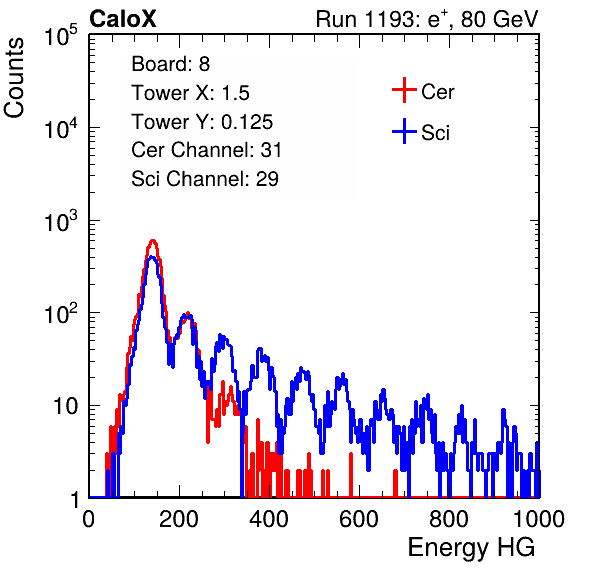 CaloX Run 1193: e⁺, 80 GeV
Counts
10⁵
10⁴
10³
10²
10
1
Board: 8
Tower X: 1.5
Tower Y: 0.125
Cer Channel: 31
Sci Channel: 29
Cer
Sci
0 200 400 600 800 1000
Energy HG